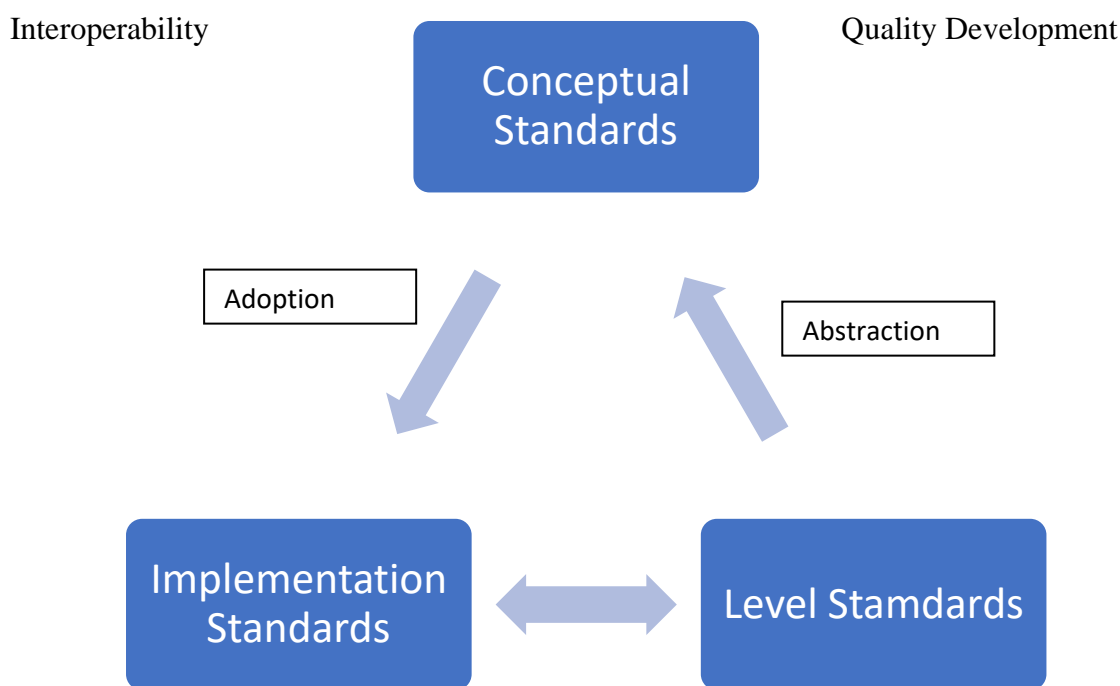 Interoperability
Quality Development
Conceptual
Standards
Adoption
Abstraction
Implementation
Standards
Level Stamdards